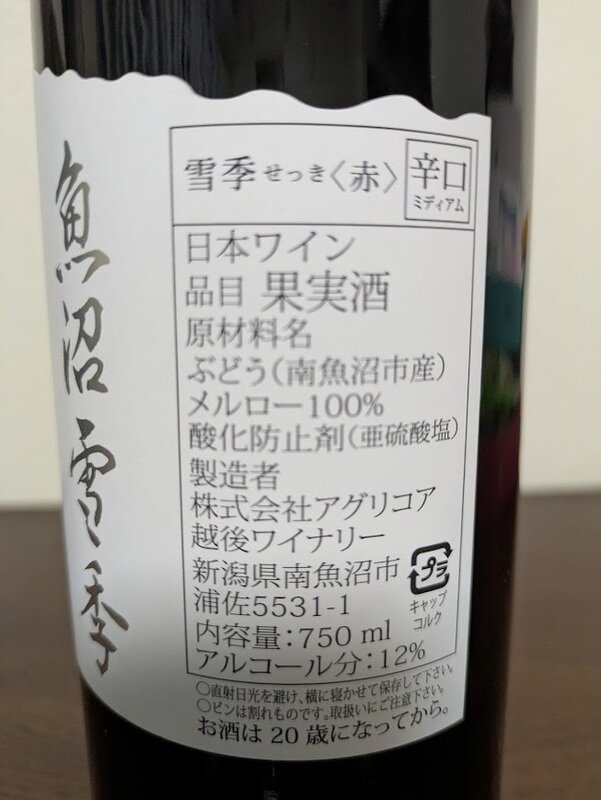 魚沼雪季
雪季 せっき〈赤〉
辛口
ミディアム
日本ワイン
品目 果実酒
原材料名
ぶどう(南魚沼市産)
メルロー100%
酸化防止剤(亜硫酸塩)
製造者
株式会社アグリコア
越後ワイナリー
新潟県南魚沼市
浦佐5531-1
プラ
キャップ
コルク
内容量:750 ml
アルコール分:12%
○直射日光を避け、横に寝かせて保存して下さい。
○ビンは割れものです。取扱いにご注意下さい。
お酒は20歳になってから。